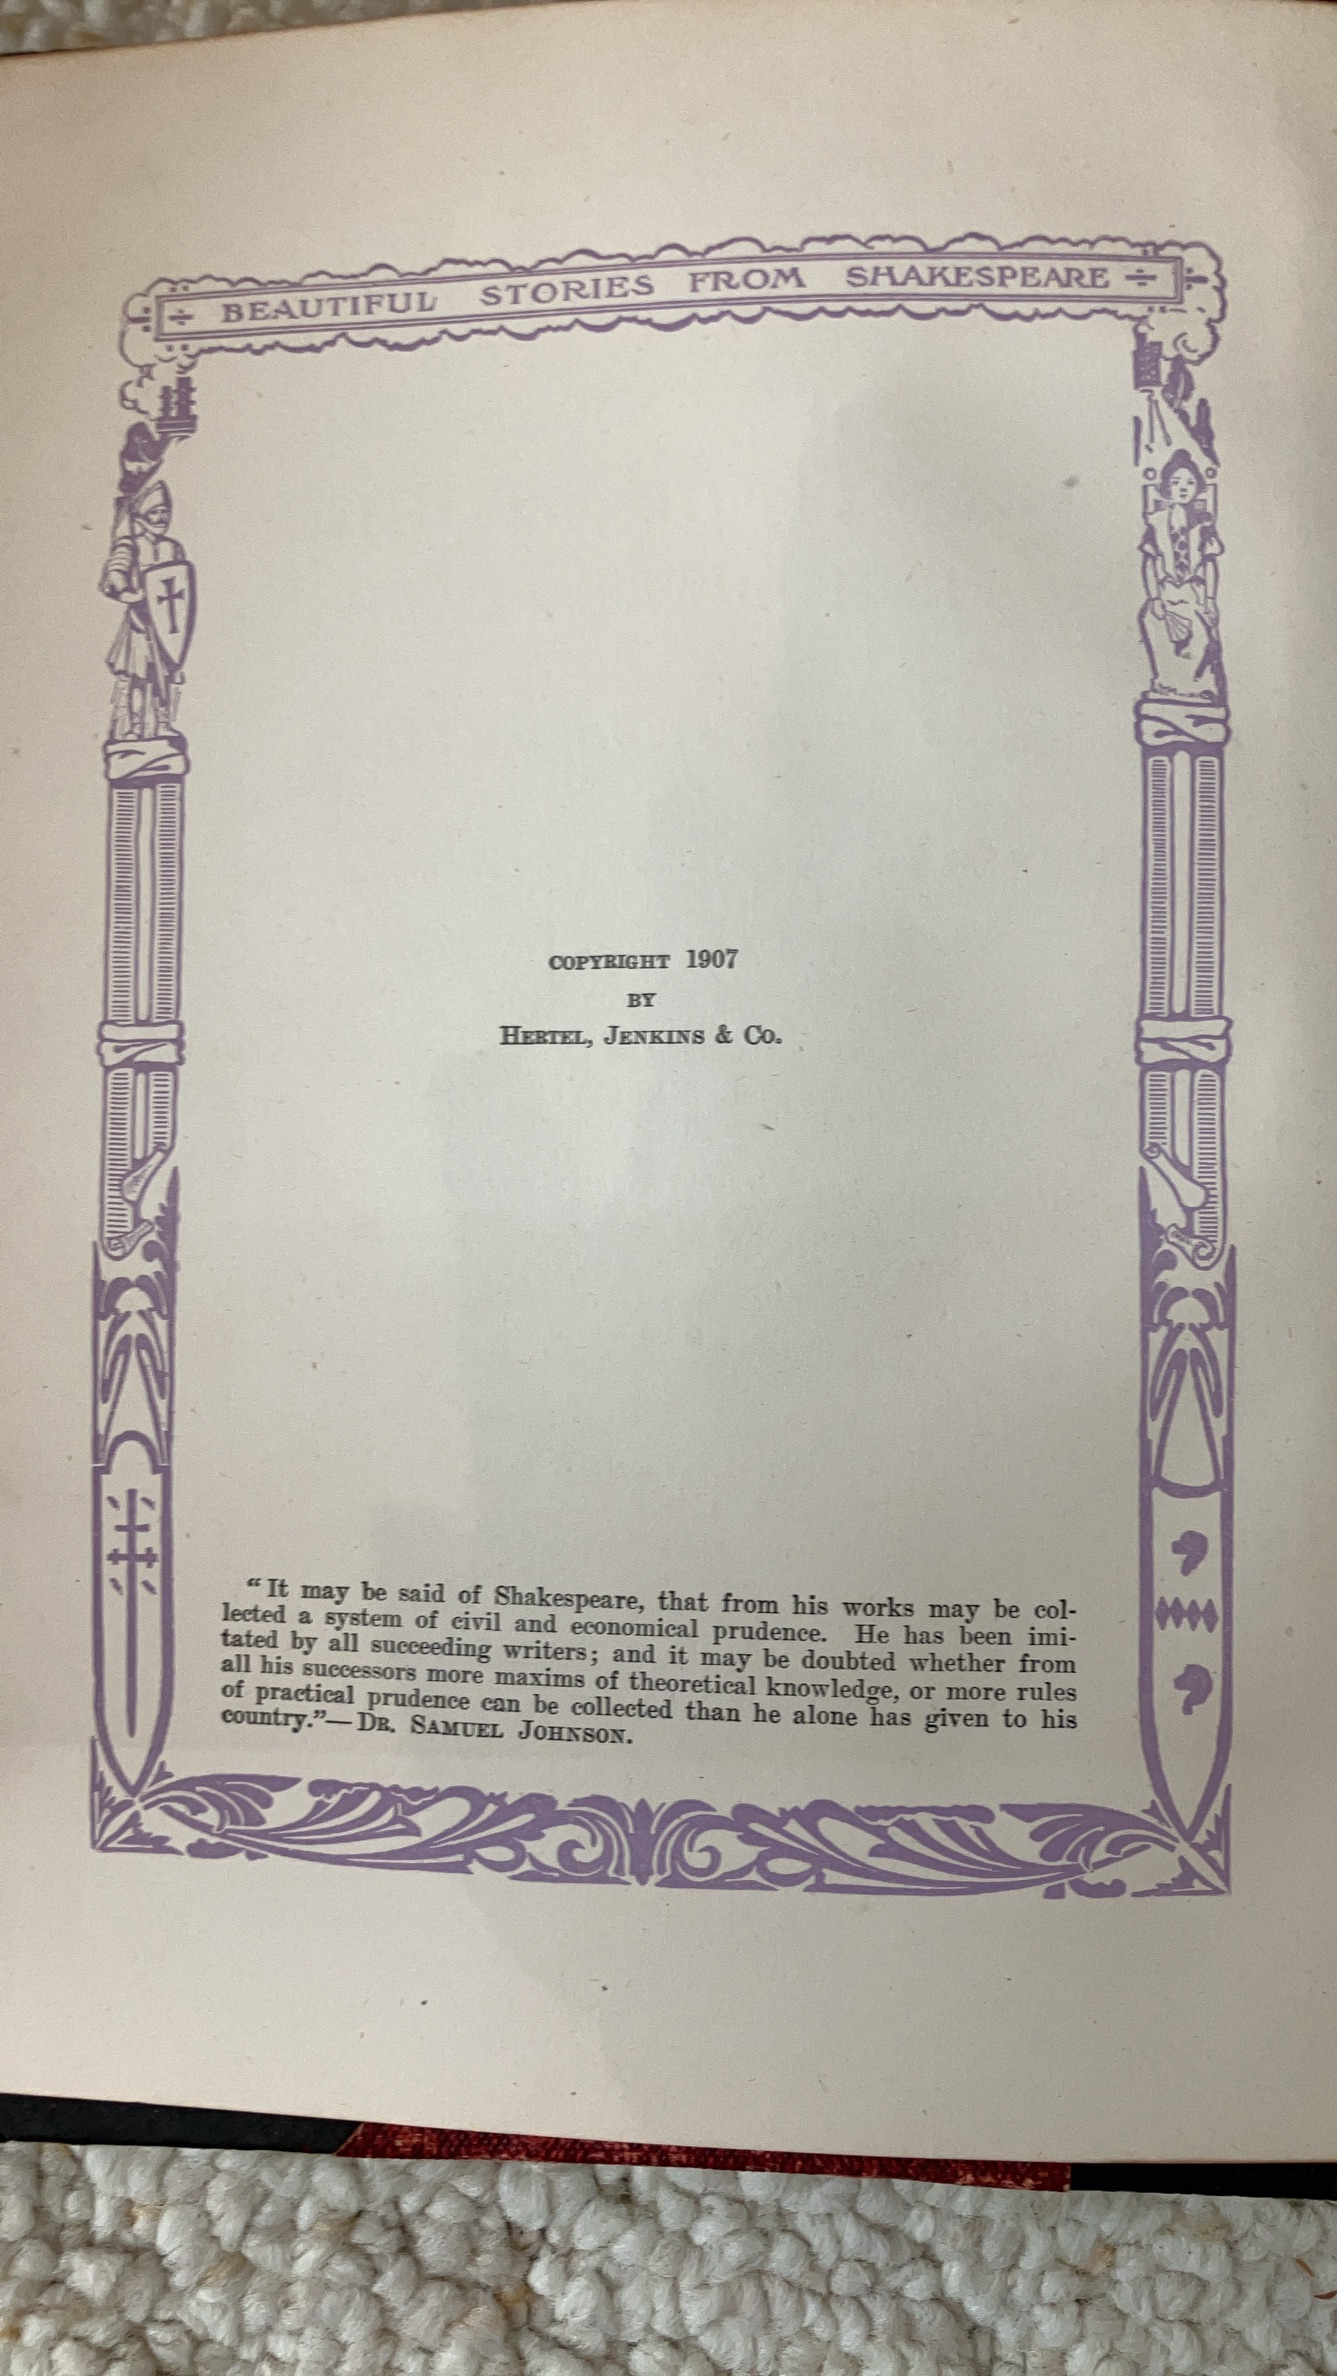 BEAUTIFUL STORIES FROM SHAKESPEARE
COPYRIGHT 1907
BY
HERTEL, JENKINS & CO.
“It may be said of Shakespeare, that from his works may be col-
lected a system of civil and economical prudence. He has been imi-
tated by all succeeding writers; and it may be doubted whether from
all his successors more maxims of theoretical knowledge, or more rules
of practical prudence can be collected than he alone has given to his
country.”—DR. SAMUEL JOHNSON.